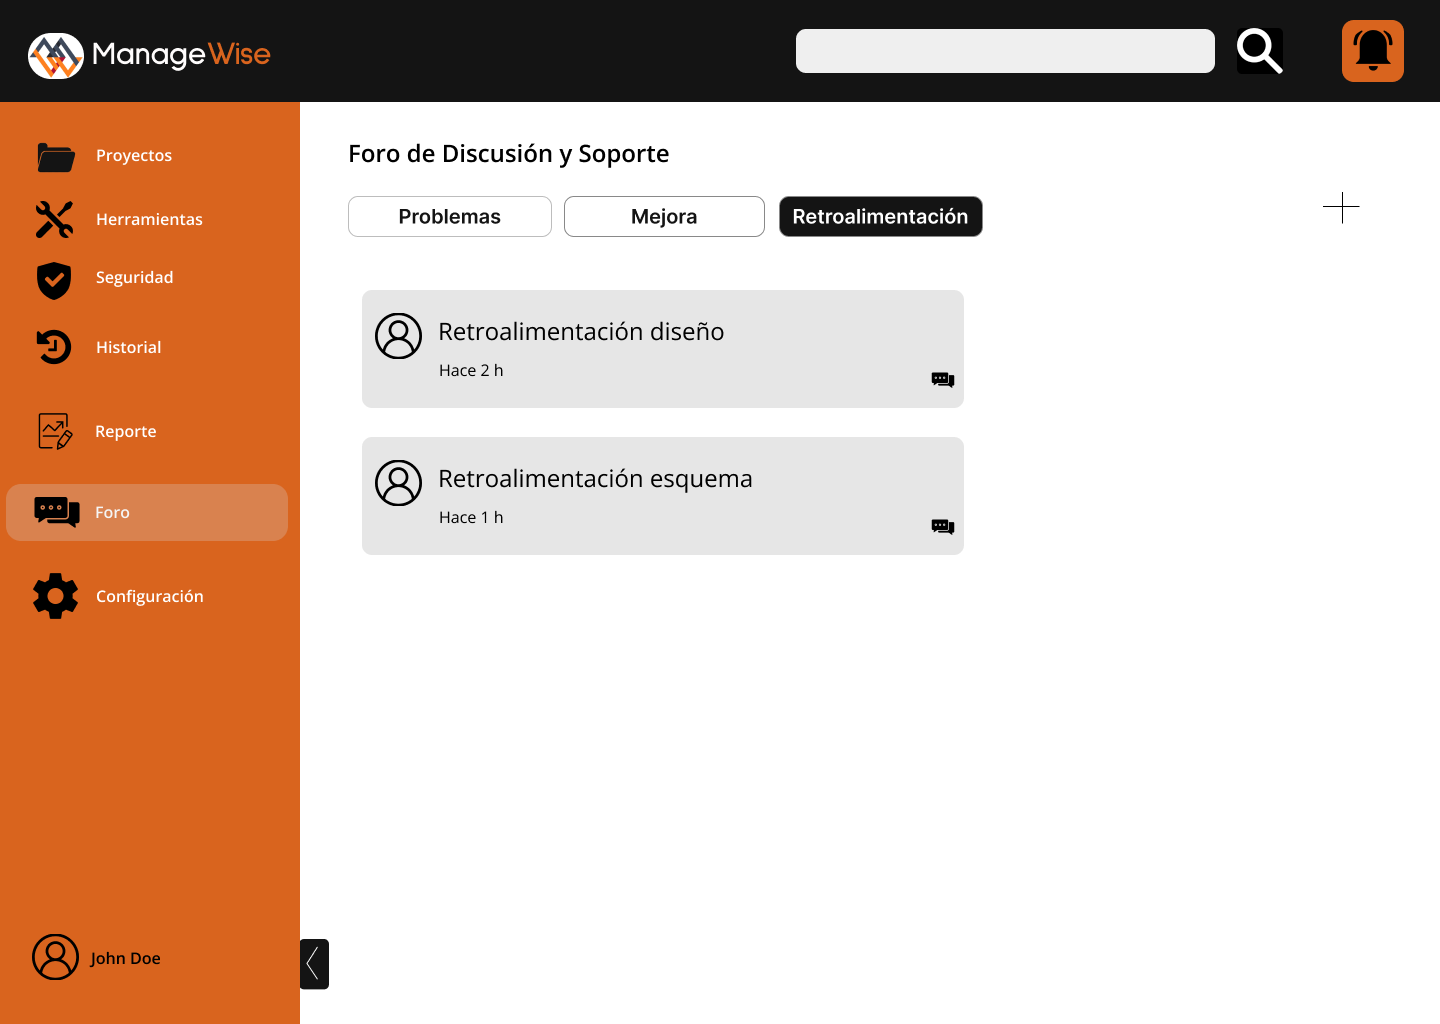 ManageWise
Proyectos
Herramientas
Seguridad
Historial
Reporte
Foro
Configuración
John Doe
Foro de Discusión y Soporte
Problemas
Mejora
Retroalimentación
Retroalimentación diseño
Hace 2 h
Retroalimentación esquema
Hace 1 h